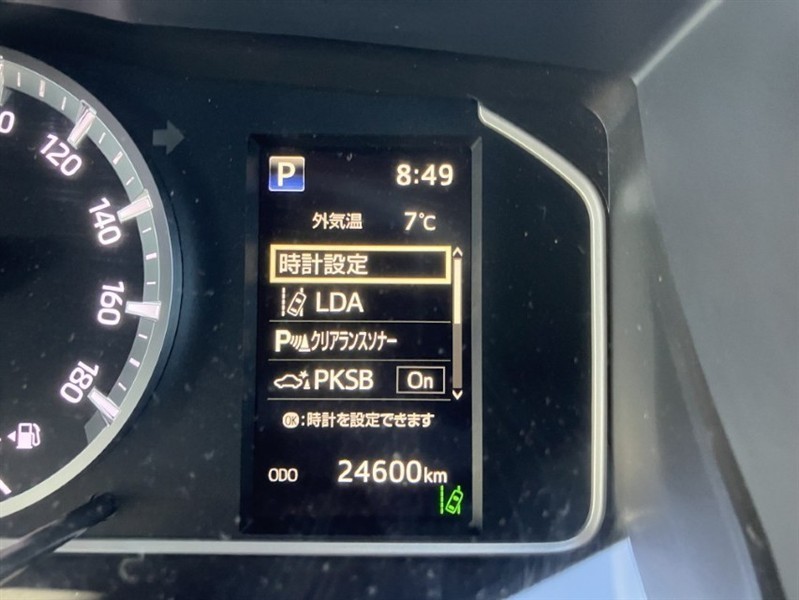 120
140
160
180
P 8:49
外気温 7℃
時計設定
LDA
Pクリアランスソナー
PKSB On
OK:時計を設定できます
ODO 24600km